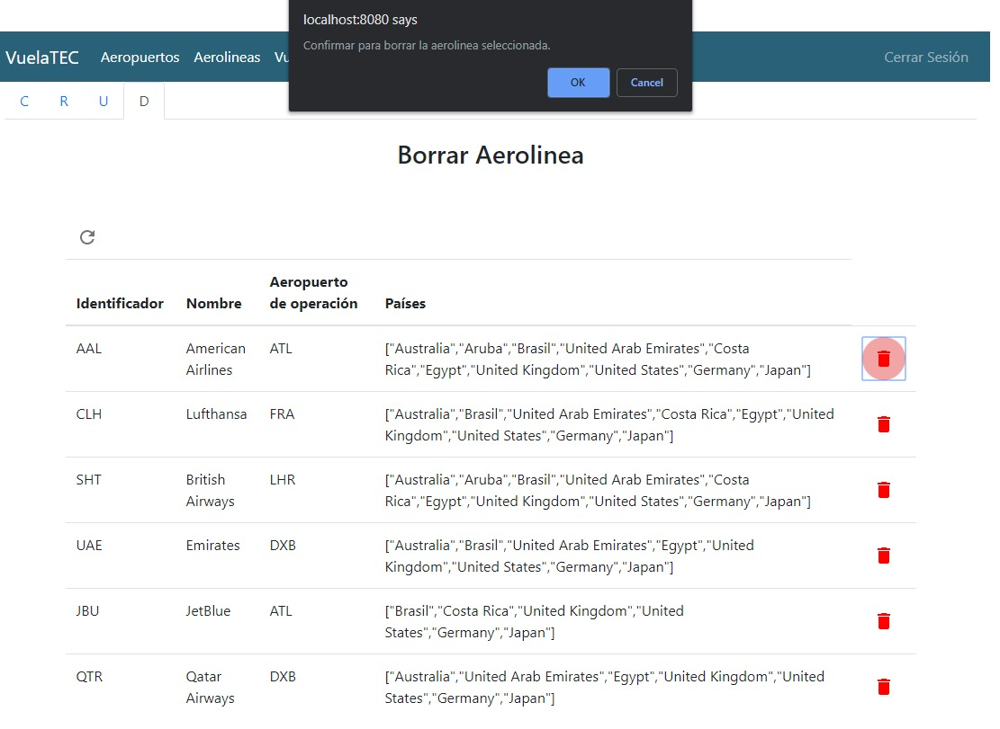 localhost:8080 says
Confirmar para borrar la aerolinea seleccionada.
OK Cancel
VuelaTEC Aeropuertos Aerolineas Vu Cerrar Sesión
C R U D
Borrar Aerolinea
Aeropuerto
Identificador Nombre de operación Países
AAL American ATL ["Australia","Aruba","Brasil","United Arab Emirates","Costa
Airlines Rica","Egypt","United Kingdom","United States","Germany","Japan"]
CLH Lufthansa FRA ["Australia","Brasil","United Arab Emirates","Costa Rica","Egypt","United
Kingdom","United States","Germany","Japan"]
SHT British LHR ["Australia","Aruba","Brasil","United Arab Emirates","Costa
Airways Rica","Egypt","United Kingdom","United States","Germany","Japan"]
UAE Emirates DXB ["Australia","Brasil","United Arab Emirates","Egypt","United
Kingdom","United States","Germany","Japan"]
JBU JetBlue ATL ["Brasil","Costa Rica","United Kingdom","United
States","Germany","Japan"]
QTR Qatar DXB ["Australia","United Arab Emirates","Egypt","United Kingdom","United
Airways States","Germany","Japan"]